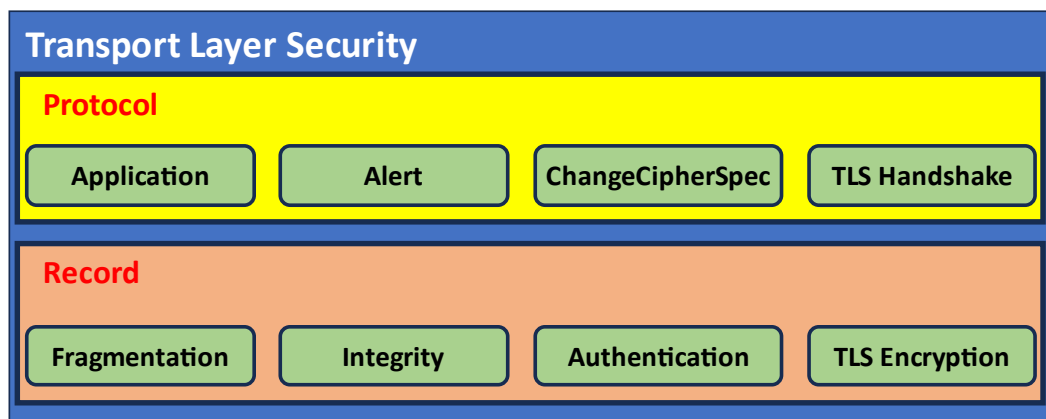 Transport Layer Security
Protocol
Application
Alert
ChangeCipherSpec
TLS Handshake
Record
Fragmentation
Integrity
Authentication
TLS Encryption